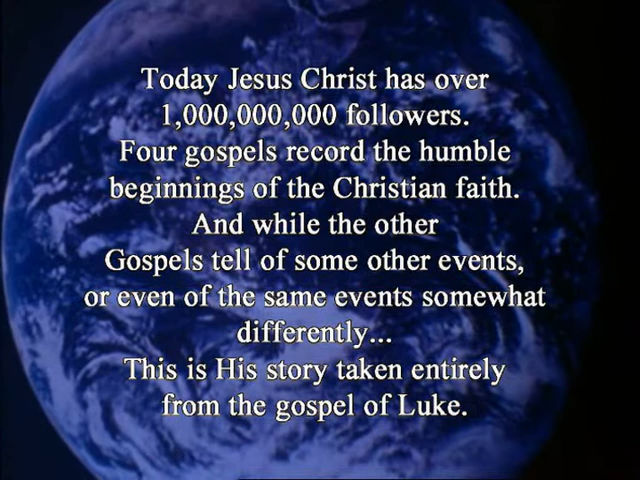 Today Jesus Christ has over
1,000,000,000 followers.
Four gospels record the humble
beginnings of the Christian faith.
And while the other
Gospels tell of some other events,
or even of the same events somewhat
differently...
This is His story taken entirely
from the gospel of Luke.